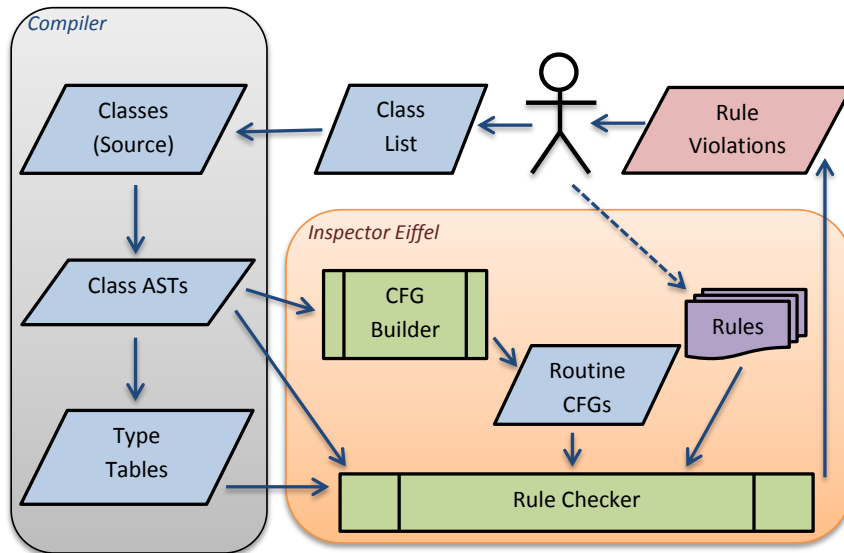 Compiler
Classes
(Source)
Class
List
Rule
Violations
Inspector Eiffel
Class ASTs
CFG
Builder
Rules
Routine
CFGs
Type
Tables
Rule Checker